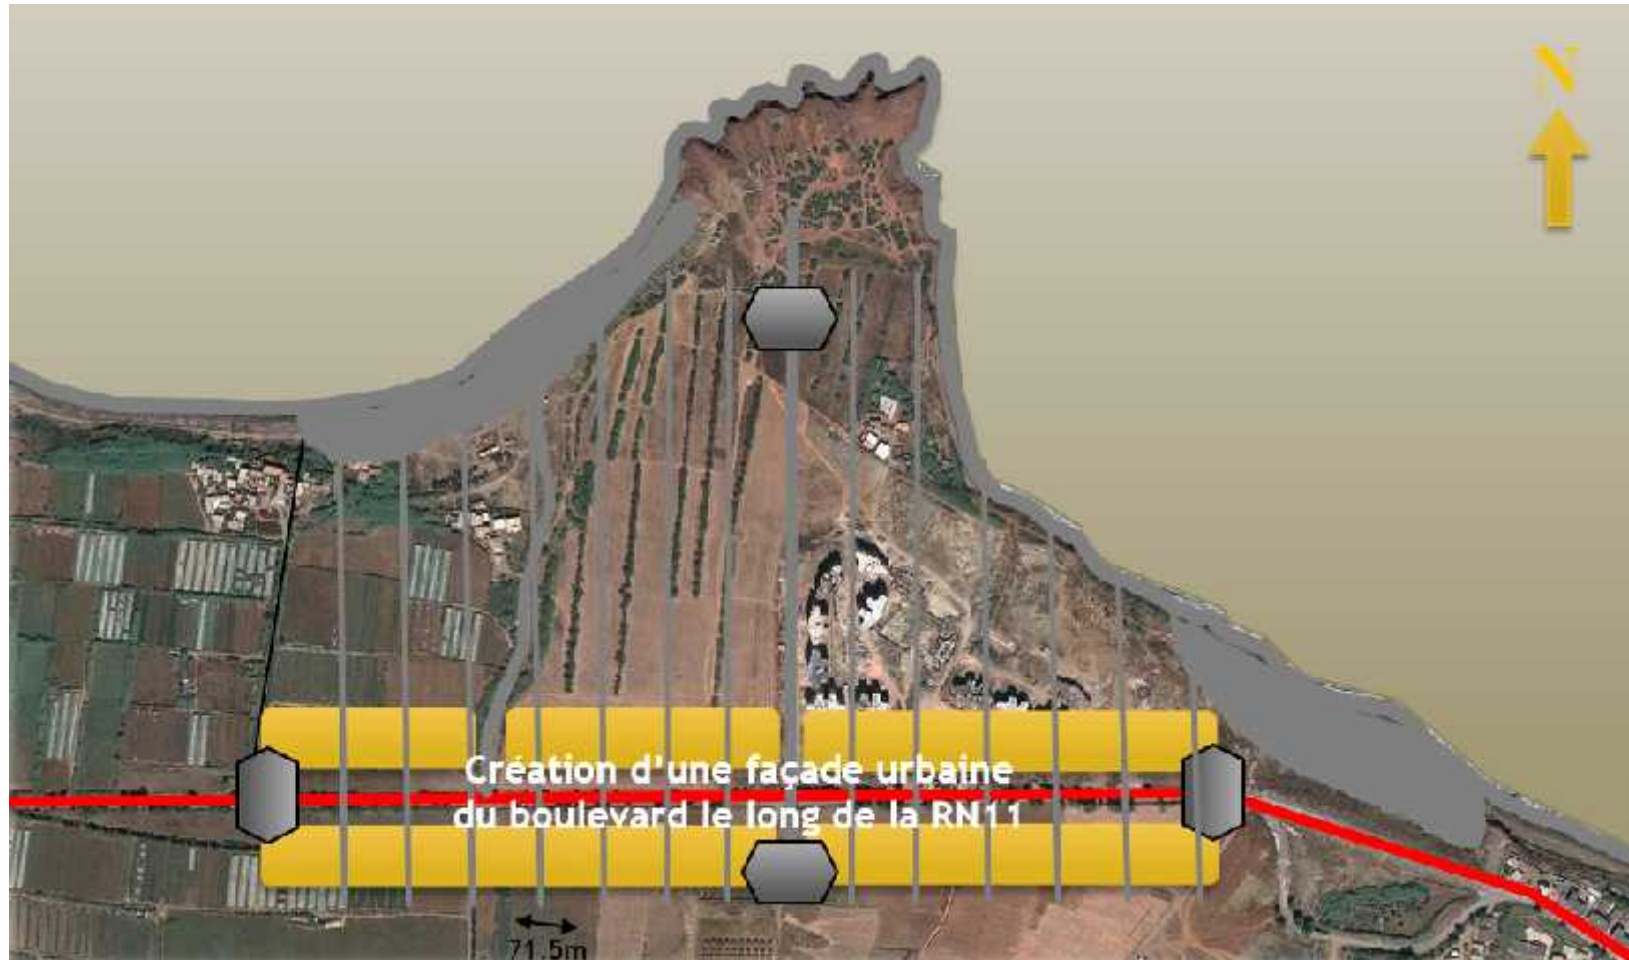 N
Création d'une façade urbaine
du boulevard le long de la RN11
71.5m